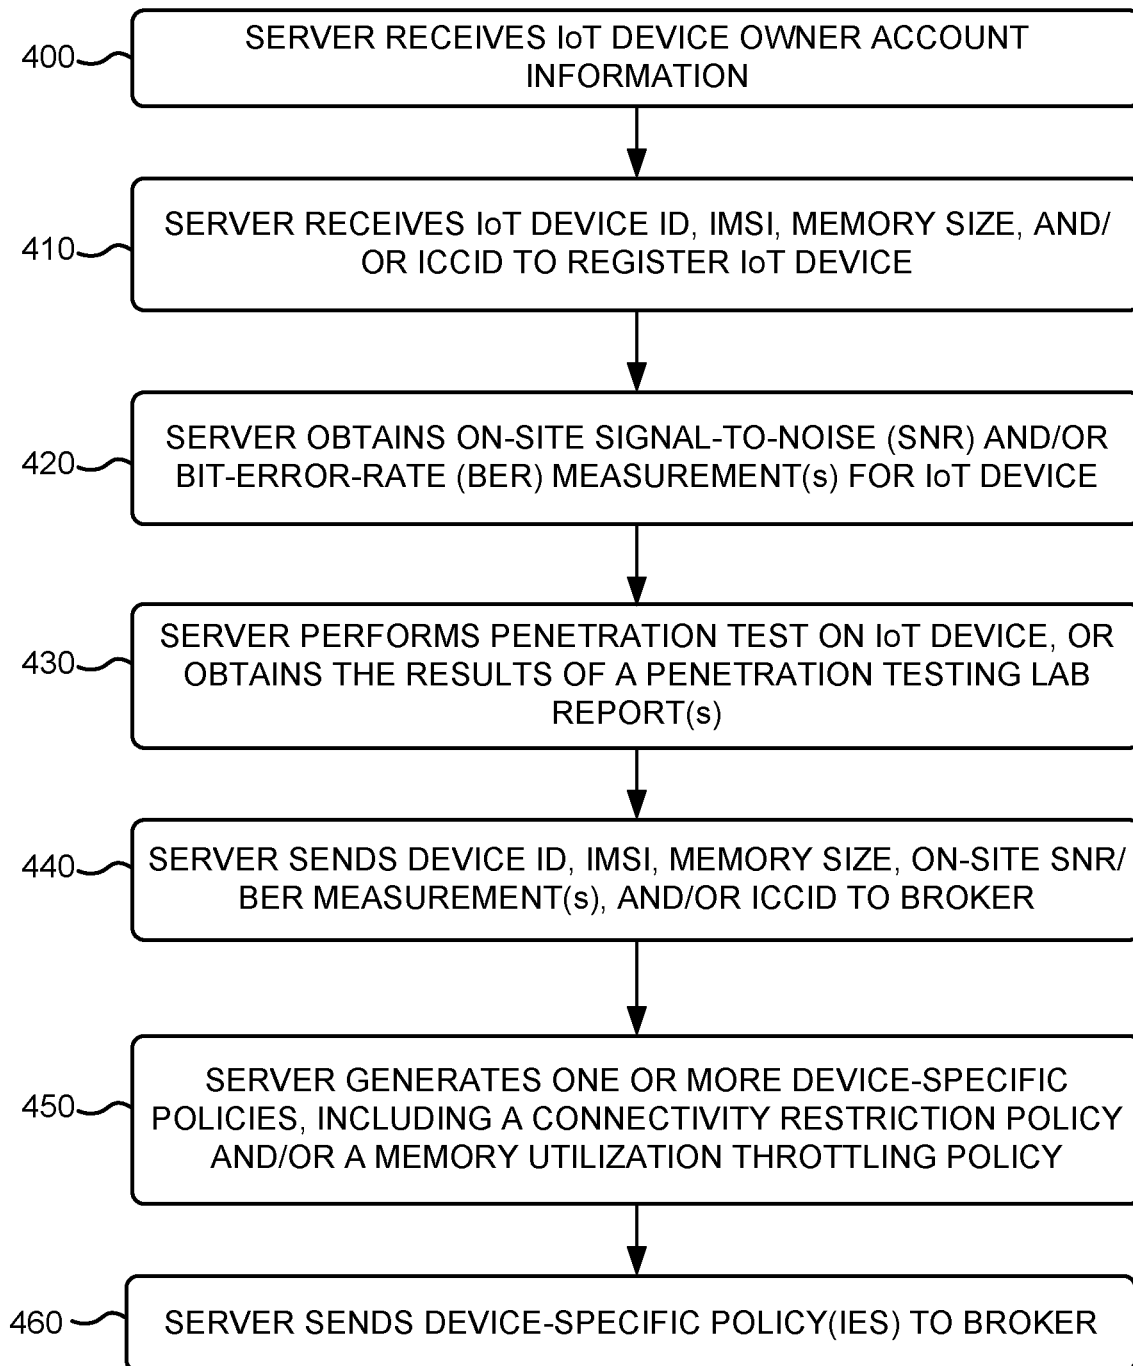 400
SERVER RECEIVES IoT DEVICE OWNER ACCOUNT
INFORMATION
410
SERVER RECEIVES IoT DEVICE ID, IMSI, MEMORY SIZE, AND/
OR ICCID TO REGISTER IoT DEVICE
420
SERVER OBTAINS ON-SITE SIGNAL-TO-NOISE (SNR) AND/OR
BIT-ERROR-RATE (BER) MEASUREMENT(s) FOR IoT DEVICE
430
SERVER PERFORMS PENETRATION TEST ON IoT DEVICE, OR
OBTAINS THE RESULTS OF A PENETRATION TESTING LAB
REPORT(s)
440
SERVER SENDS DEVICE ID, IMSI, MEMORY SIZE, ON-SITE SNR/
BER MEASUREMENT(s), AND/OR ICCID TO BROKER
450
SERVER GENERATES ONE OR MORE DEVICE-SPECIFIC
POLICIES, INCLUDING A CONNECTIVITY RESTRICTION POLICY
AND/OR A MEMORY UTILIZATION THROTTLING POLICY
460
SERVER SENDS DEVICE-SPECIFIC POLICY(IES) TO BROKER